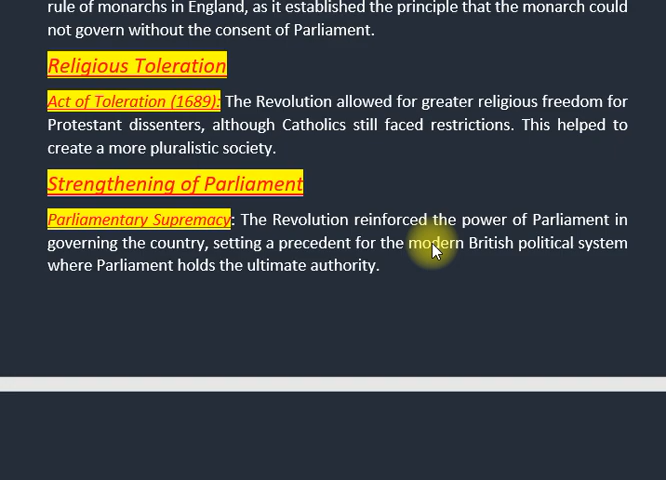 rule of monarchs in England, as it established the principle that the monarch could
not govern without the consent of Parliament.
Religious Toleration
Act of Toleration (1689): The Revolution allowed for greater religious freedom for
Protestant dissenters, although Catholics still faced restrictions. This helped to
create a more pluralistic society.
Strengthening of Parliament
Parliamentary Supremacy: The Revolution reinforced the power of Parliament in
governing the country, setting a precedent for the modern British political system
where Parliament holds the ultimate authority.